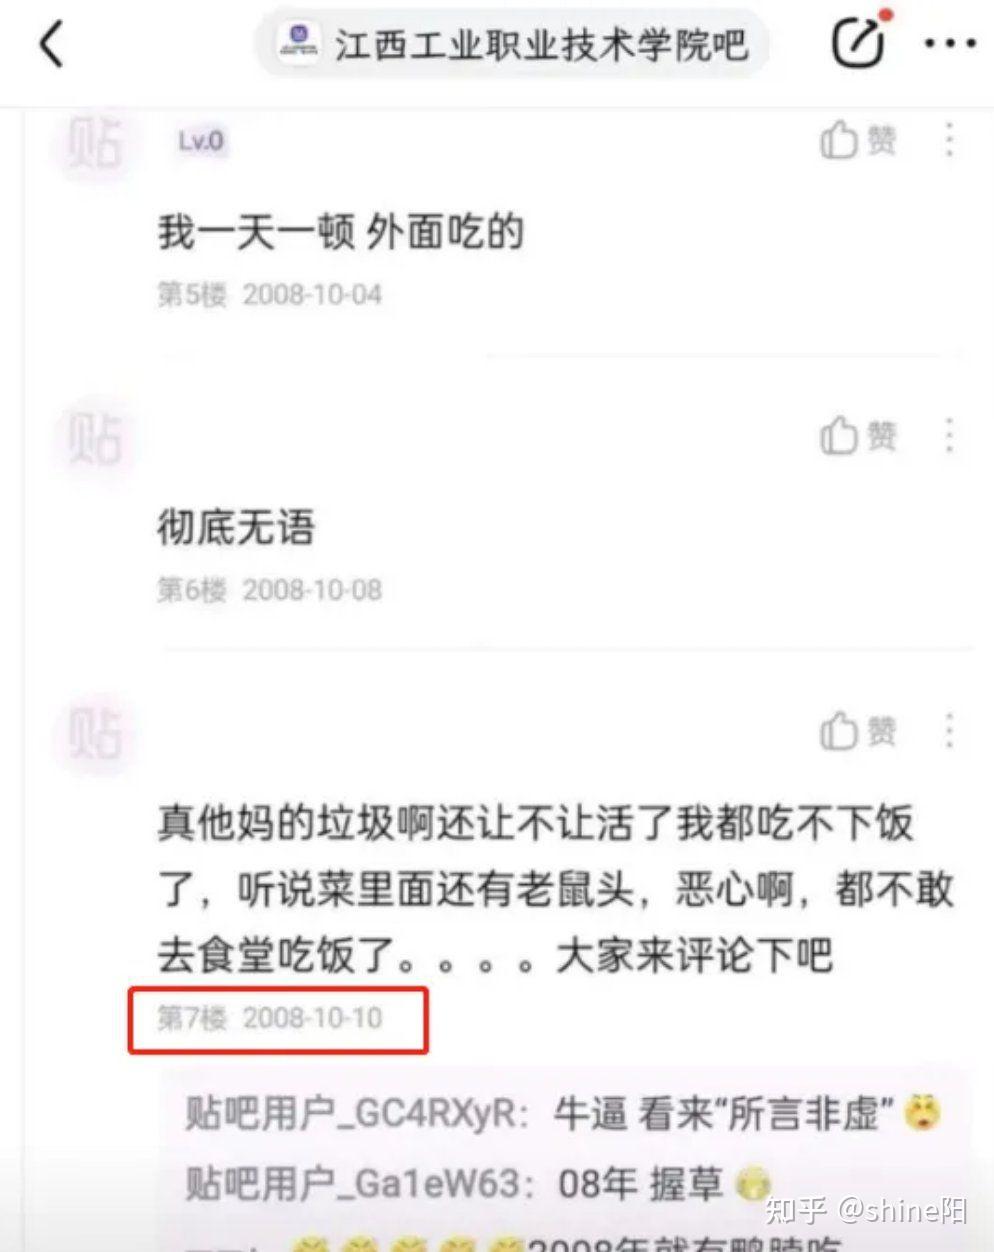 江西工业职业技术学院吧
贴
Lv.0
赞
我一天一顿 外面吃的
第5楼 2008-10-04
贴
赞
彻底无语
第6楼 2008-10-08
贴
赞
真他妈的垃圾啊还让不让活了我都吃不下饭
了，听说菜里面还有老鼠头，恶心啊，都不敢
去食堂吃饭了。。。。大家来评论下吧
第7楼 2008-10-10
贴吧用户_GC4RXyR：牛逼 看来“所言非虚”
贴吧用户_Ga1eW63：08年 握草
知乎 @shine阳
2008年就有鸭脖吃